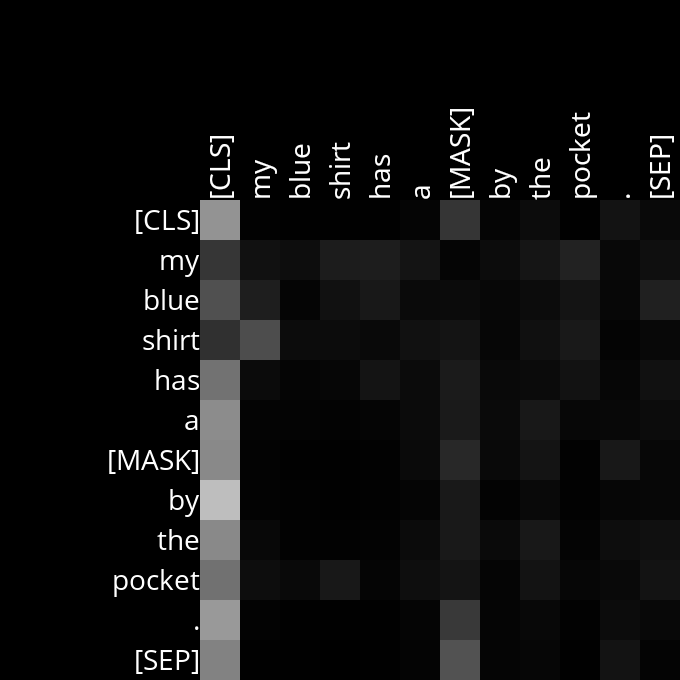 [CLS] my blue shirt has a [MASK] by the pocket . [SEP]
[CLS]
my
blue
shirt
has
a
[MASK]
by
the
pocket
.
[SEP]